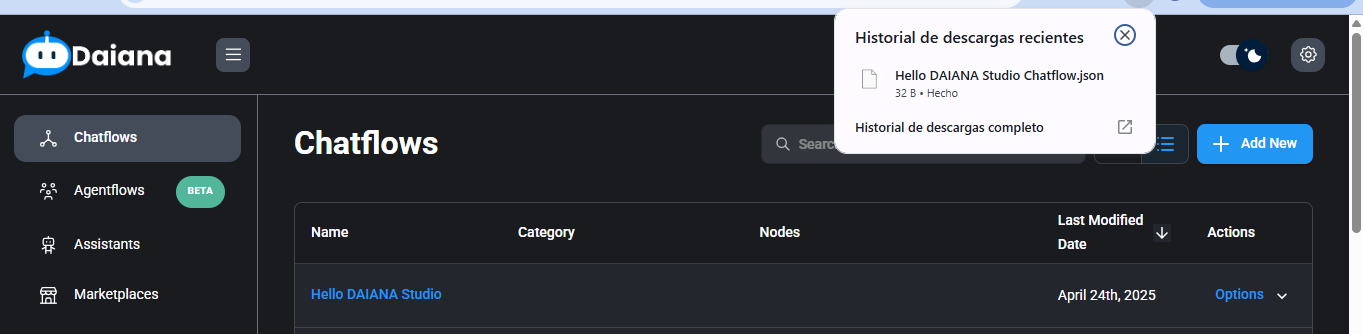 Daiana
Historial de descargas recientes
Hello DAIANA Studio Chatflow.json
32 B • Hecho
Historial de descargas completo
Chatflows
Agentflows
BETA
Assistants
Marketplaces
Chatflows
Add New
Name
Category
Nodes
Last Modified
Date
Actions
Hello DAIANA Studio
April 24th, 2025
Options